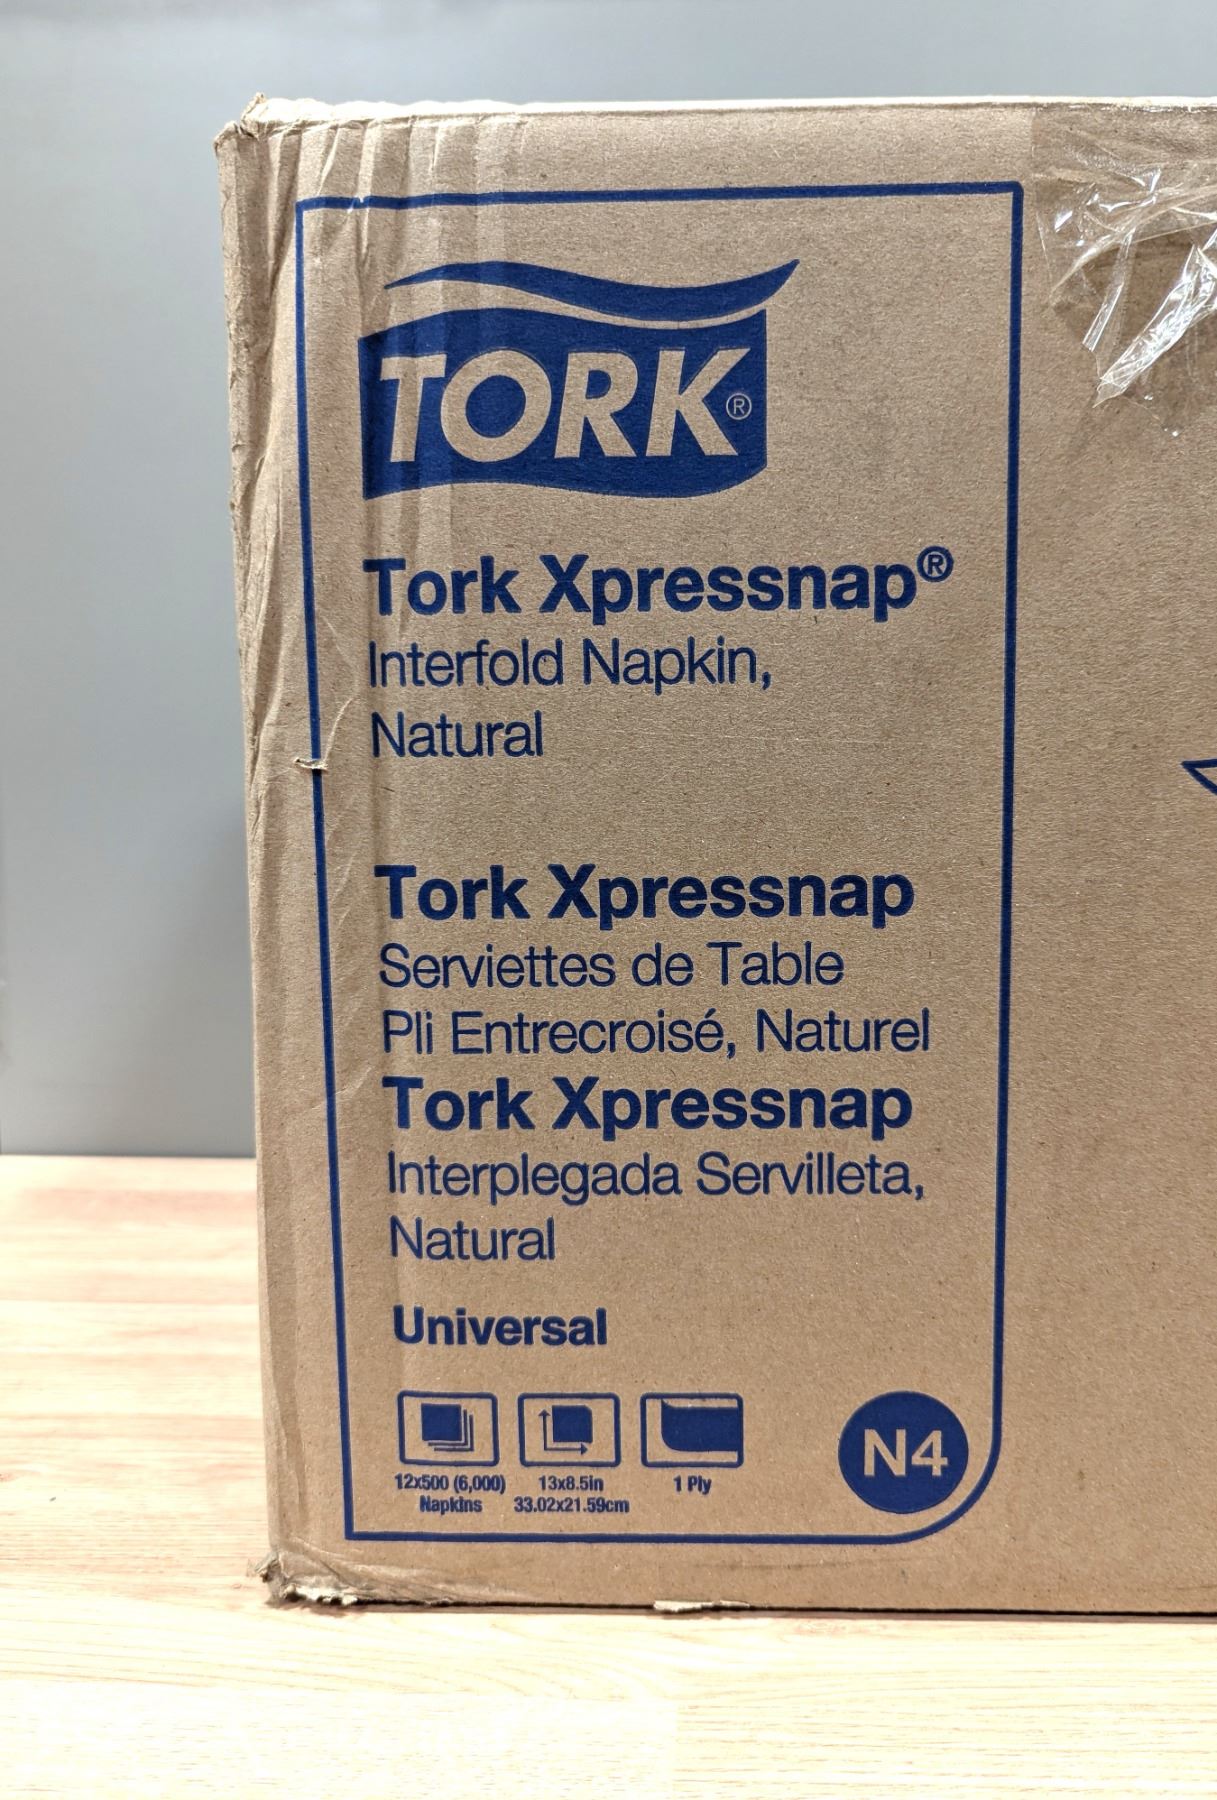 TORK®
Tork Xpressnap®
Interfold Napkin,
Natural
Tork Xpressnap
Serviettes de Table
Pli Entrecroisé, Naturel
Tork Xpressnap
Interplegada Servilleta,
Natural
Universal
12x500 (6,000)
Napkins
13x8.5in
33.02x21.59cm
1 Ply
N4